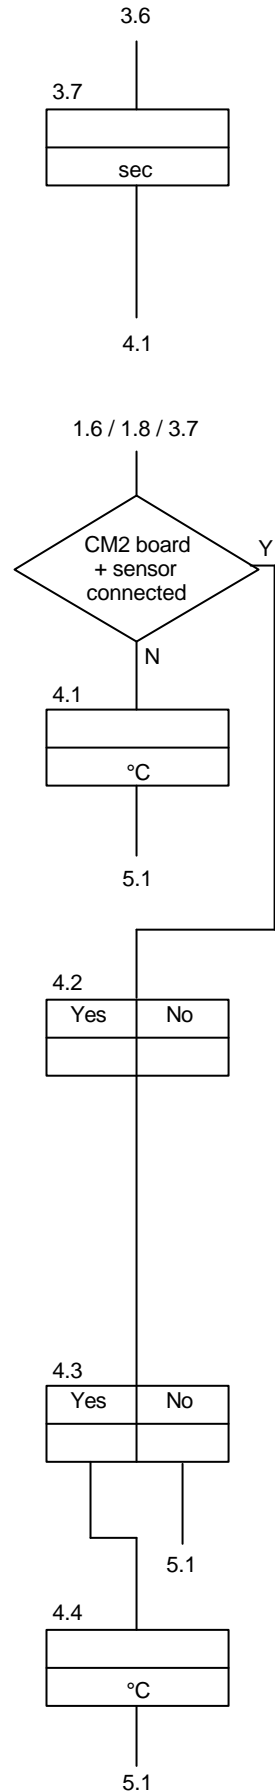 3.6
3.7
sec
4.1
1.6 / 1.8 / 3.7
CM2 board
+ sensor
connected
Y
N
4.1
°C
5.1
4.2
Yes No
4.3
Yes No
5.1
4.4
°C
5.1